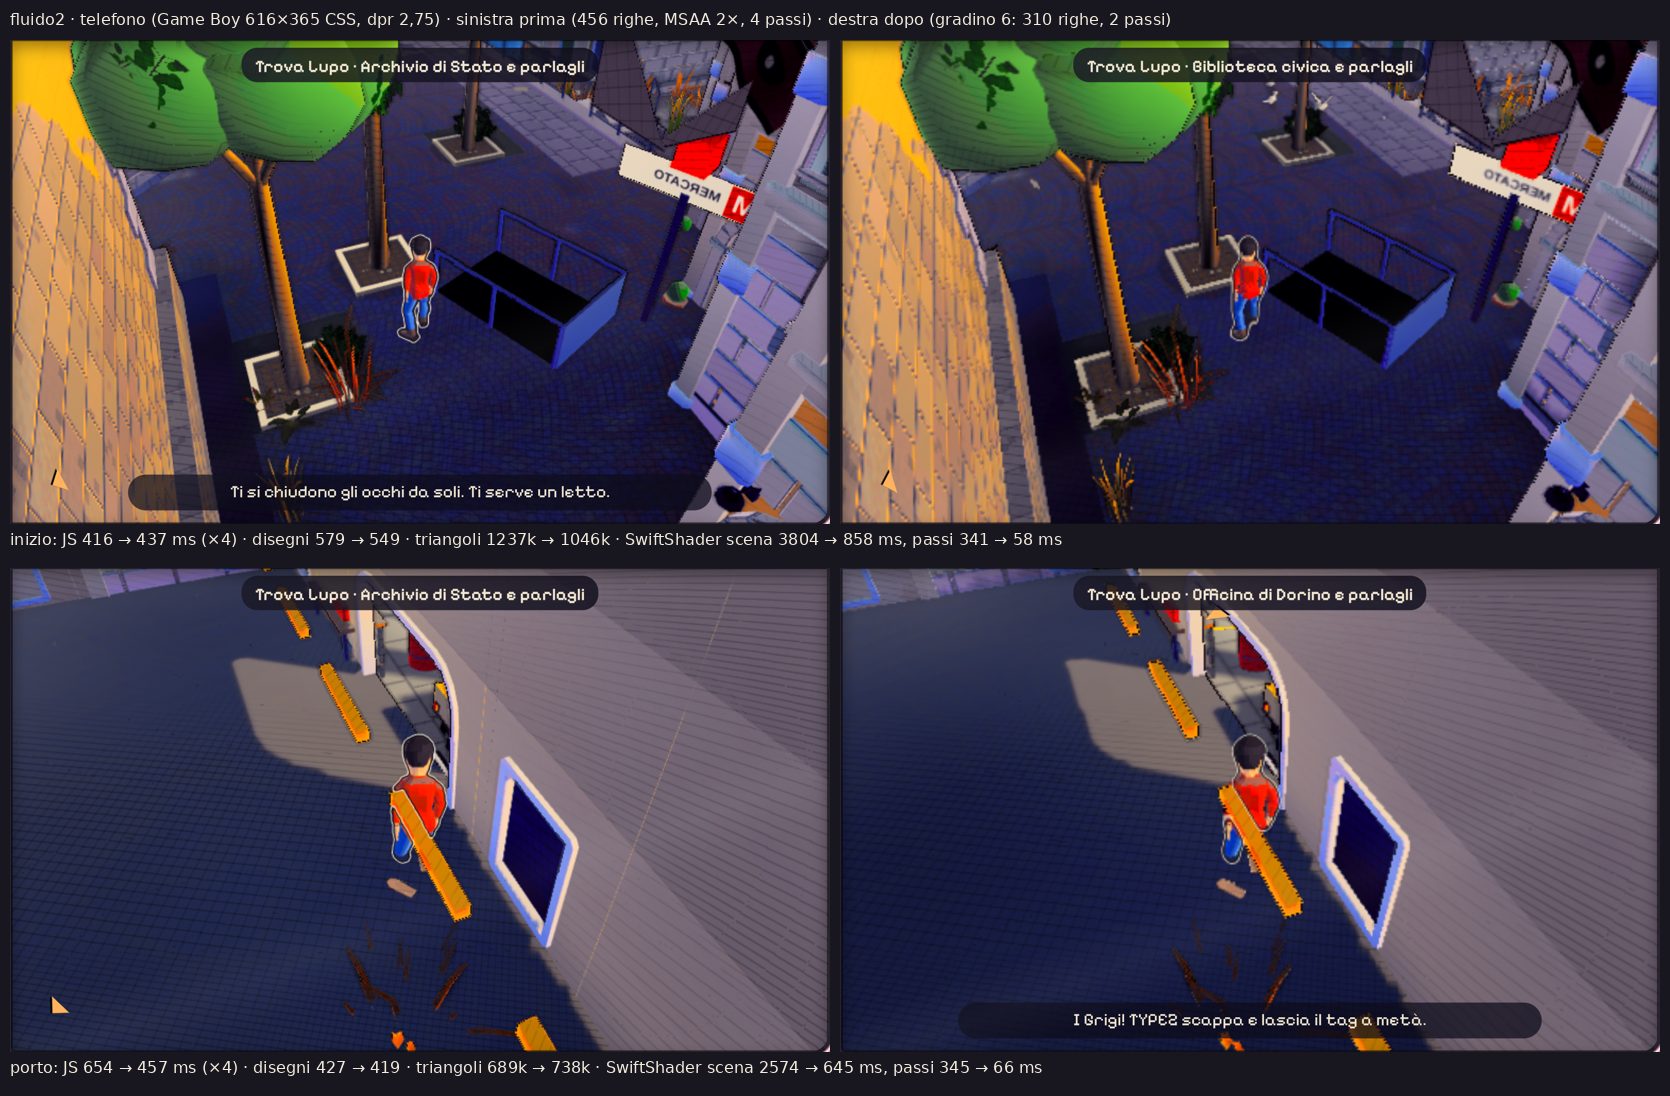 fluido2 · telefono (Game Boy 616×365 CSS, dpr 2,75) · sinistra prima (456 righe, MSAA 2×, 4 passi) · destra dopo (gradino 6: 310 righe, 2 passi)
Trova Lupo · Archivio di Stato e parlagli
Trova Lupo · Biblioteca civica e parlagli
MERCATO
M
MERCATO
M
Ti si chiudono gli occhi da soli. Ti serve un letto.
inizio: JS 416 → 437 ms (×4) · disegni 579 → 549 · triangoli 1237k → 1046k · SwiftShader scena 3804 → 858 ms, passi 341 → 58 ms
Trova Lupo · Archivio di Stato e parlagli
Trova Lupo · Officina di Dorino e parlagli
I Grigi! TYPEZ scappa e lascia il tag a metà.
porto: JS 654 → 457 ms (×4) · disegni 427 → 419 · triangoli 689k → 738k · SwiftShader scena 2574 → 645 ms, passi 345 → 66 ms